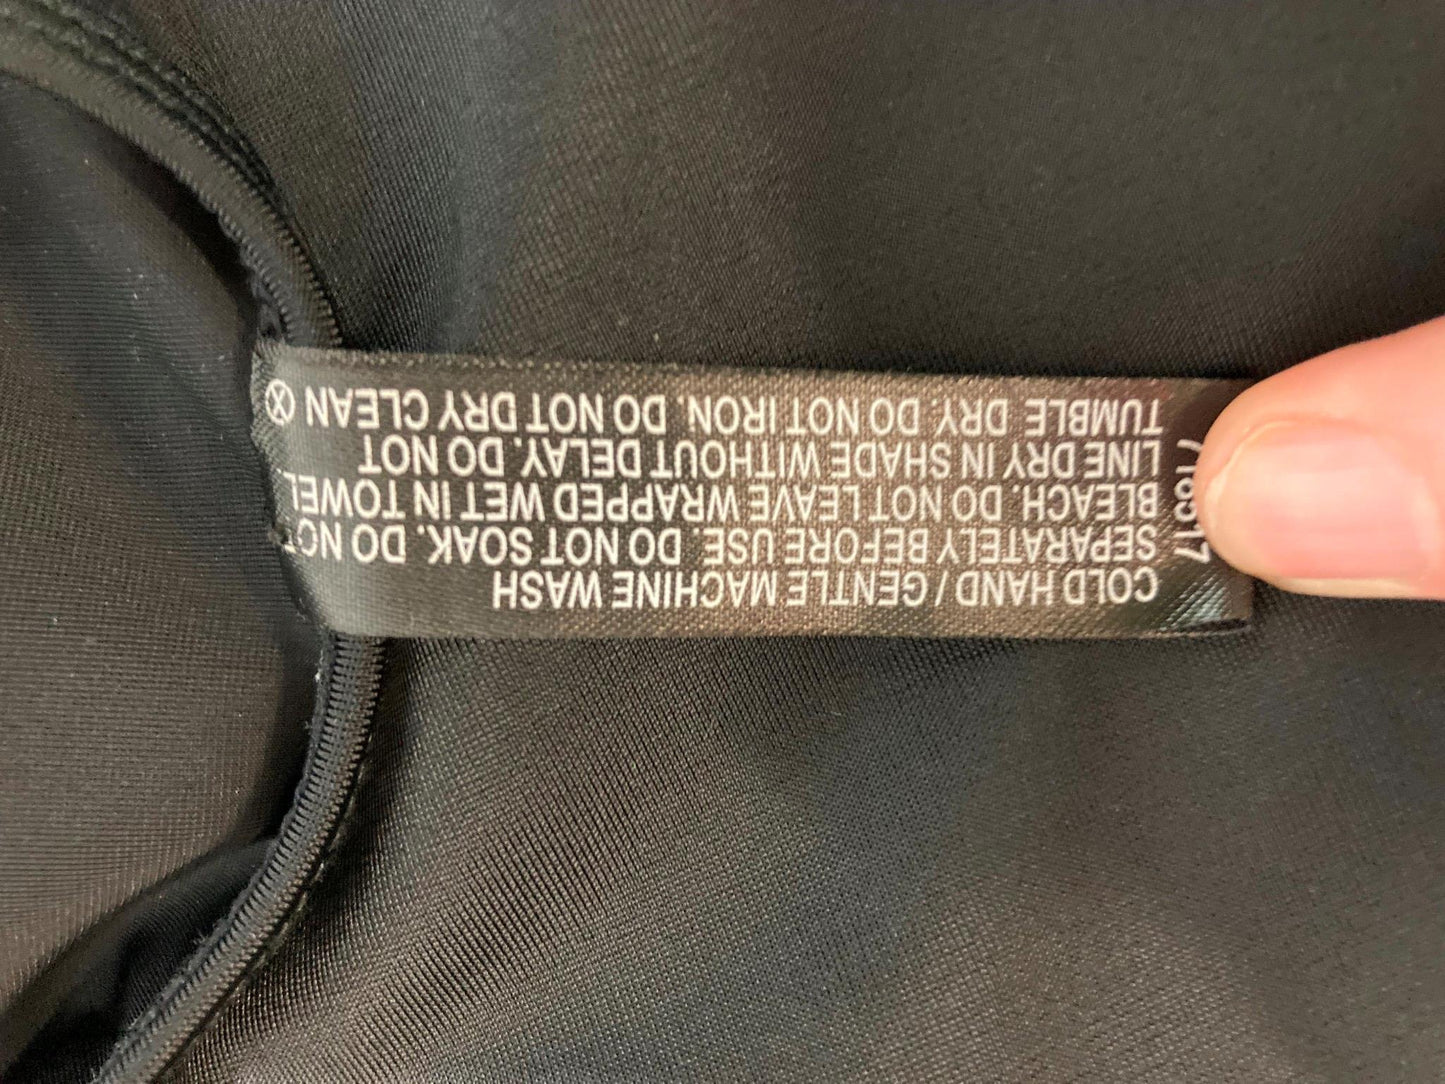 COLD HAND / GENTLE MACHINE WASH
SEPARATELY BEFORE USE. DO NOT SOAK. DO NOT
BLEACH. DO NOT LEAVE WRAPPED WET IN TOWEL.
LINE DRY IN SHADE WITHOUT DELAY. DO NOT
TUMBLE DRY. DO NOT IRON. DO NOT DRY CLEAN